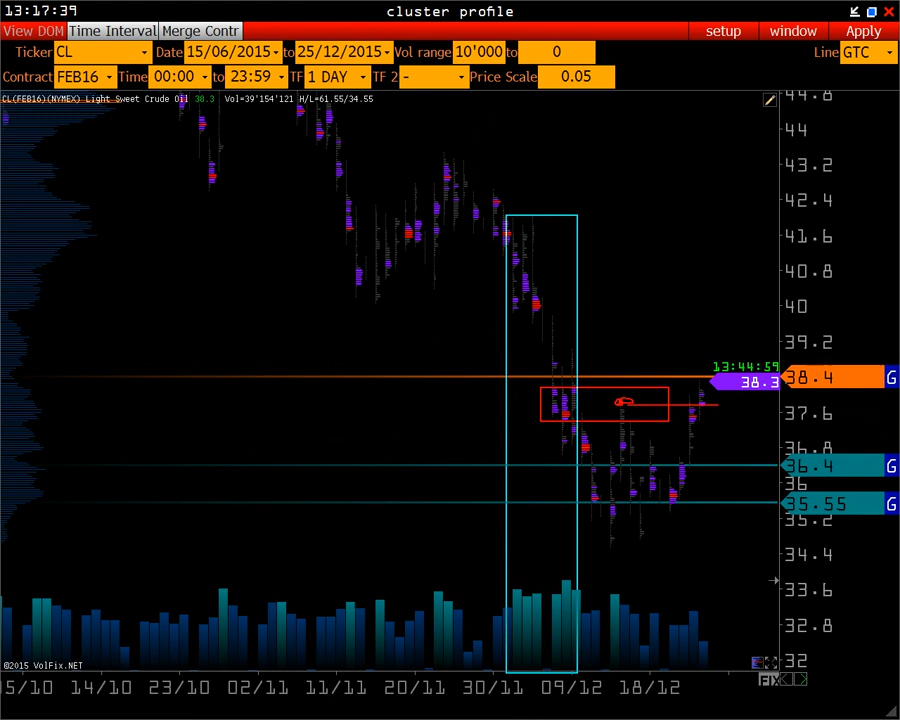 13:17:39 cluster profile
View DOM Time Interval Merge Contr setup window Apply
Ticker CL Date 15/06/2015 to 25/12/2015 Vol range 10'000 to 0 Line GTC
Contract FEB16 Time 00:00 to 23:59 TF 1 DAY TF 2 - Price Scale 0.05
CL(FEB16)(NYMEX) Light Sweet Crude Oil 38.3 Vol=39'154'121 H/L=61.55/34.55
44.8
44
43.2
42.4
41.6
40.8
40
39.2
13:44:59
38.4 G
38.3
37.6
36.8
36.4 G
36
35.55 G
35.2
34.4
33.6
32.8
32
©2015 VolFix.NET
FIX
5/10 14/10 23/10 02/11 11/11 20/11 30/11 09/12 18/12